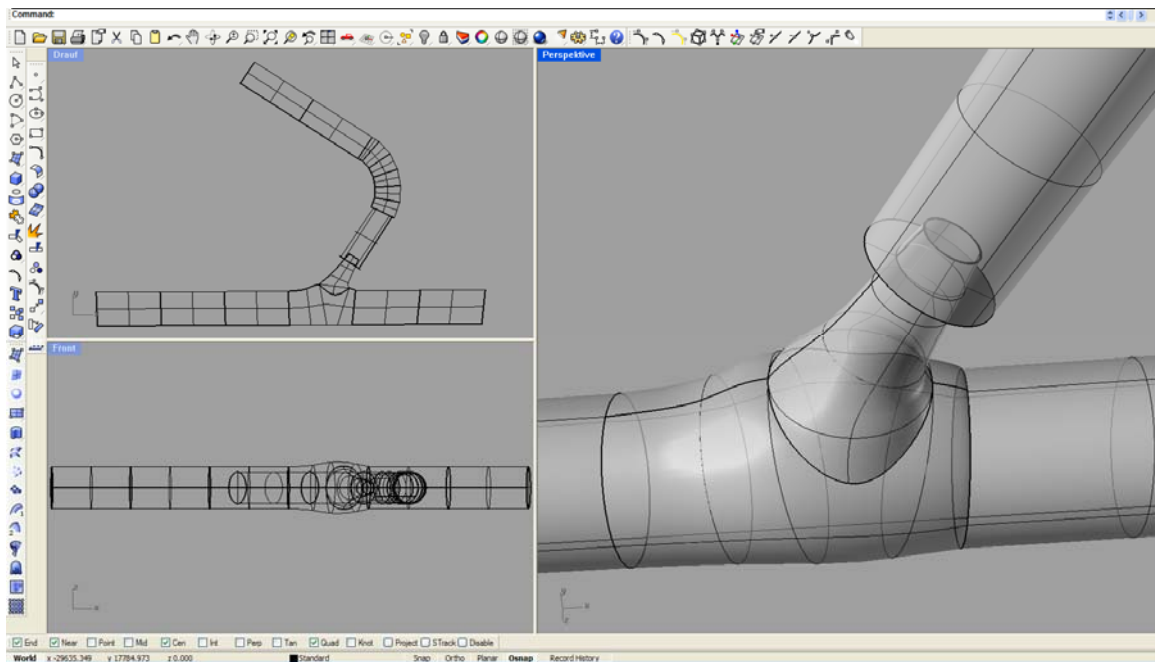 Command:
Drauf
Perspektive
y
Front
z
x
y
x
z
End Near Point Mid Cen Int Perp Tan Quad Knot Project STrack Disable
World x -29635.349 y 17784.973 z 0.000 Standard Snap Ortho Planar Osnap Record History